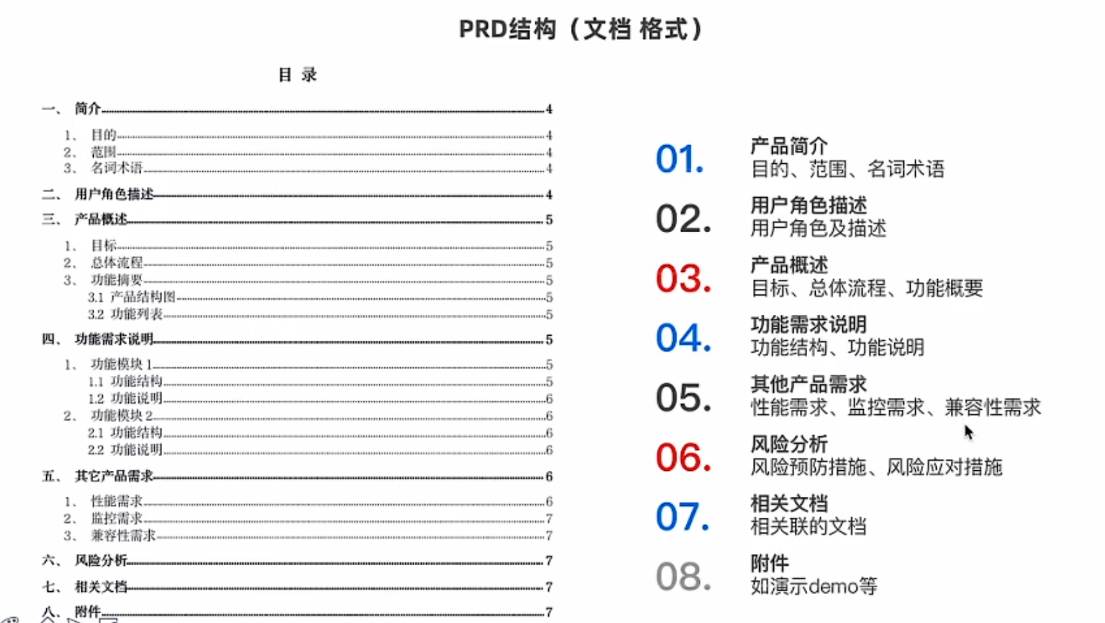 PRD结构（文档 格式）
目 录
一、 简介 4
1、 目的 4
2、 范围 4
3、 名词术语 4
二、 用户角色描述 4
三、 产品概述 5
1、 目标 5
2、 总体流程 5
3、 功能摘要 5
3.1 产品结构图 5
3.2 功能列表 5
四、 功能需求说明 5
1、 功能模块 1 5
1.1 功能结构 5
1.2 功能说明 6
2、 功能模块 2 6
2.1 功能结构 6
2.2 功能说明 6
五、 其它产品需求 6
1、 性能需求 6
2、 监控需求 7
3、 兼容性需求 7
六、 风险分析 7
七、 相关文档 7
八、 附件 7
01. 产品简介
目的、范围、名词术语
02. 用户角色描述
用户角色及描述
03. 产品概述
目标、总体流程、功能概要
04. 功能需求说明
功能结构、功能说明
05. 其他产品需求
性能需求、监控需求、兼容性需求
06. 风险分析
风险预防措施、风险应对措施
07. 相关文档
相关联的文档
08. 附件
如演示demo等